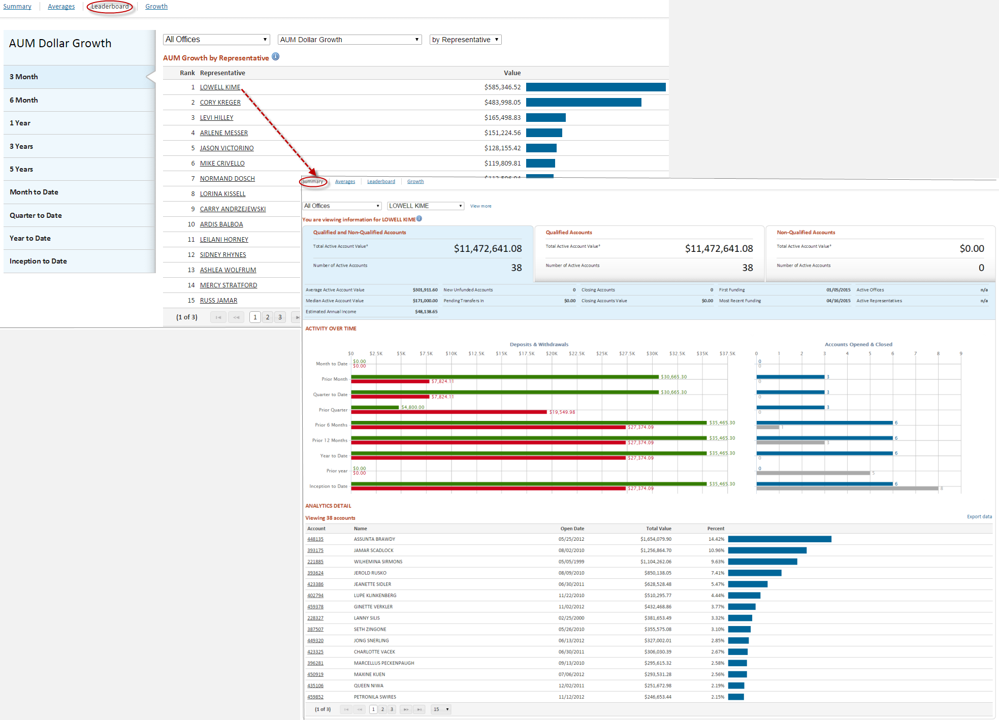 Summary Averages Leaderboard Growth
AUM Dollar Growth
3 Month
6 Month
1 Year
3 Years
5 Years
Month to Date
Quarter to Date
Year to Date
Inception to Date
All Offices AUM Dollar Growth by Representative
AUM Growth by Representative
Rank Representative Value
1 LOWELL KIME $585,346.52
2 CORY KREGER $483,998.05
3 LEVI HILLEY $165,498.83
4 ARLENE MESSER $151,224.56
5 JASON VICTORINO $128,155.42
6 MIKE CRIVELLO $119,809.81
7 NORMAND DOSCH
8 LORINA KISSELL
9 CARRY ANDRZEJEWSKI
10 ARDIS BALBOA
11 LEILANI HORNEY
12 SIDNEY RHYNES
13 ASHLEA WOLFRUM
14 MERCY STRATFORD
15 RUSS JAMAR
(1 of 3) 1 2 3
Summary Averages Leaderboard Growth
All Offices LOWELL KIME View more
You are viewing information for LOWELL KIME
Qualified and Non-Qualified Accounts
Total Active Account Value* $11,472,641.08
Number of Active Accounts 38
Qualified Accounts
Total Active Account Value* $11,472,641.08
Number of Active Accounts 38
Non-Qualified Accounts
Total Active Account Value* $0.00
Number of Active Accounts 0
Average Active Account Value $301,911.60 New Unfunded Accounts 0 Closing Accounts 0 First Funding 01/05/2015 Active Offices n/a
Median Active Account Value $171,000.00 Pending Transfers In $0.00 Closing Accounts Value $0.00 Most Recent Funding 04/16/2015 Active Representatives n/a
Estimated Annual Income $48,138.65
ACTIVITY OVER TIME
Deposits & Withdrawals
$0 $2.5K $5K $7.5K $10K $12.5K $15K $17.5K $20K $22.5K $25K $27.5K $30K $32.5K $35K $37.5K
Month to Date $0.00
$0.00
Prior Month $30,665.30
$7,824.11
Quarter to Date $30,665.30
$7,824.11
Prior Quarter $4,800.00
$19,549.98
Prior 6 Months $35,465.30
$27,374.09
Prior 12 Months $35,465.30
$27,374.09
Year to Date $35,465.30
$27,374.09
Prior year $0.00
$0.00
Inception to Date $35,465.30
$27,374.09
Accounts Opened & Closed
0 1 2 3 4 5 6 7 8 9
0
0
3
0
3
0
3
0
6
1
6
3
6
0
0
5
6
8
ANALYTICS DETAIL
Viewing 38 accounts Export data
Account Name Open Date Total Value Percent
448135 ASSUNTA BRAWDY 05/25/2012 $1,654,079.90 14.42%
393175 JAMAR SCADLOCK 08/02/2010 $1,256,864.70 10.96%
221885 WILHEMINA SIRMONS 05/05/1999 $1,104,262.06 9.63%
393624 JEROLD RUSKO 08/09/2010 $850,138.05 7.41%
423386 JEANETTE SIDLER 06/30/2011 $628,528.48 5.47%
402794 LUPE KLINKENBERG 11/22/2010 $510,295.77 4.44%
459378 GINETTE VERKLER 11/02/2012 $432,468.86 3.77%
228327 LANNY SILIS 02/25/2000 $381,653.49 3.32%
387507 SETH ZINGONE 05/26/2010 $355,575.08 3.10%
449320 JONG SNERLING 06/13/2012 $327,002.01 2.85%
423325 CHARLOTTE VACEK 06/30/2011 $306,030.39 2.67%
396281 MARCELLUS PECKENPAUGH 09/13/2010 $295,615.32 2.58%
450919 MAXINE KUEN 07/06/2012 $293,531.28 2.56%
435106 QUEEN NIWA 12/02/2011 $251,672.98 2.19%
459852 PETRONILA SWIRES 11/12/2012 $246,653.44 2.15%
(1 of 3) 1 2 3 15